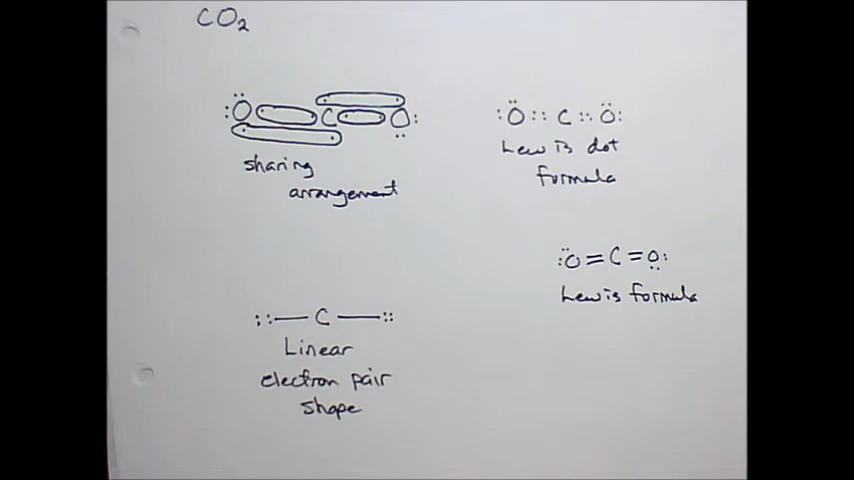 CO₂
:Ö C O:
sharing
arrangement
:Ö::C::Ö:
Lewis dot
formula
:Ö=C=O:
Lewis formula
::—C—::
Linear
electron pair
shape